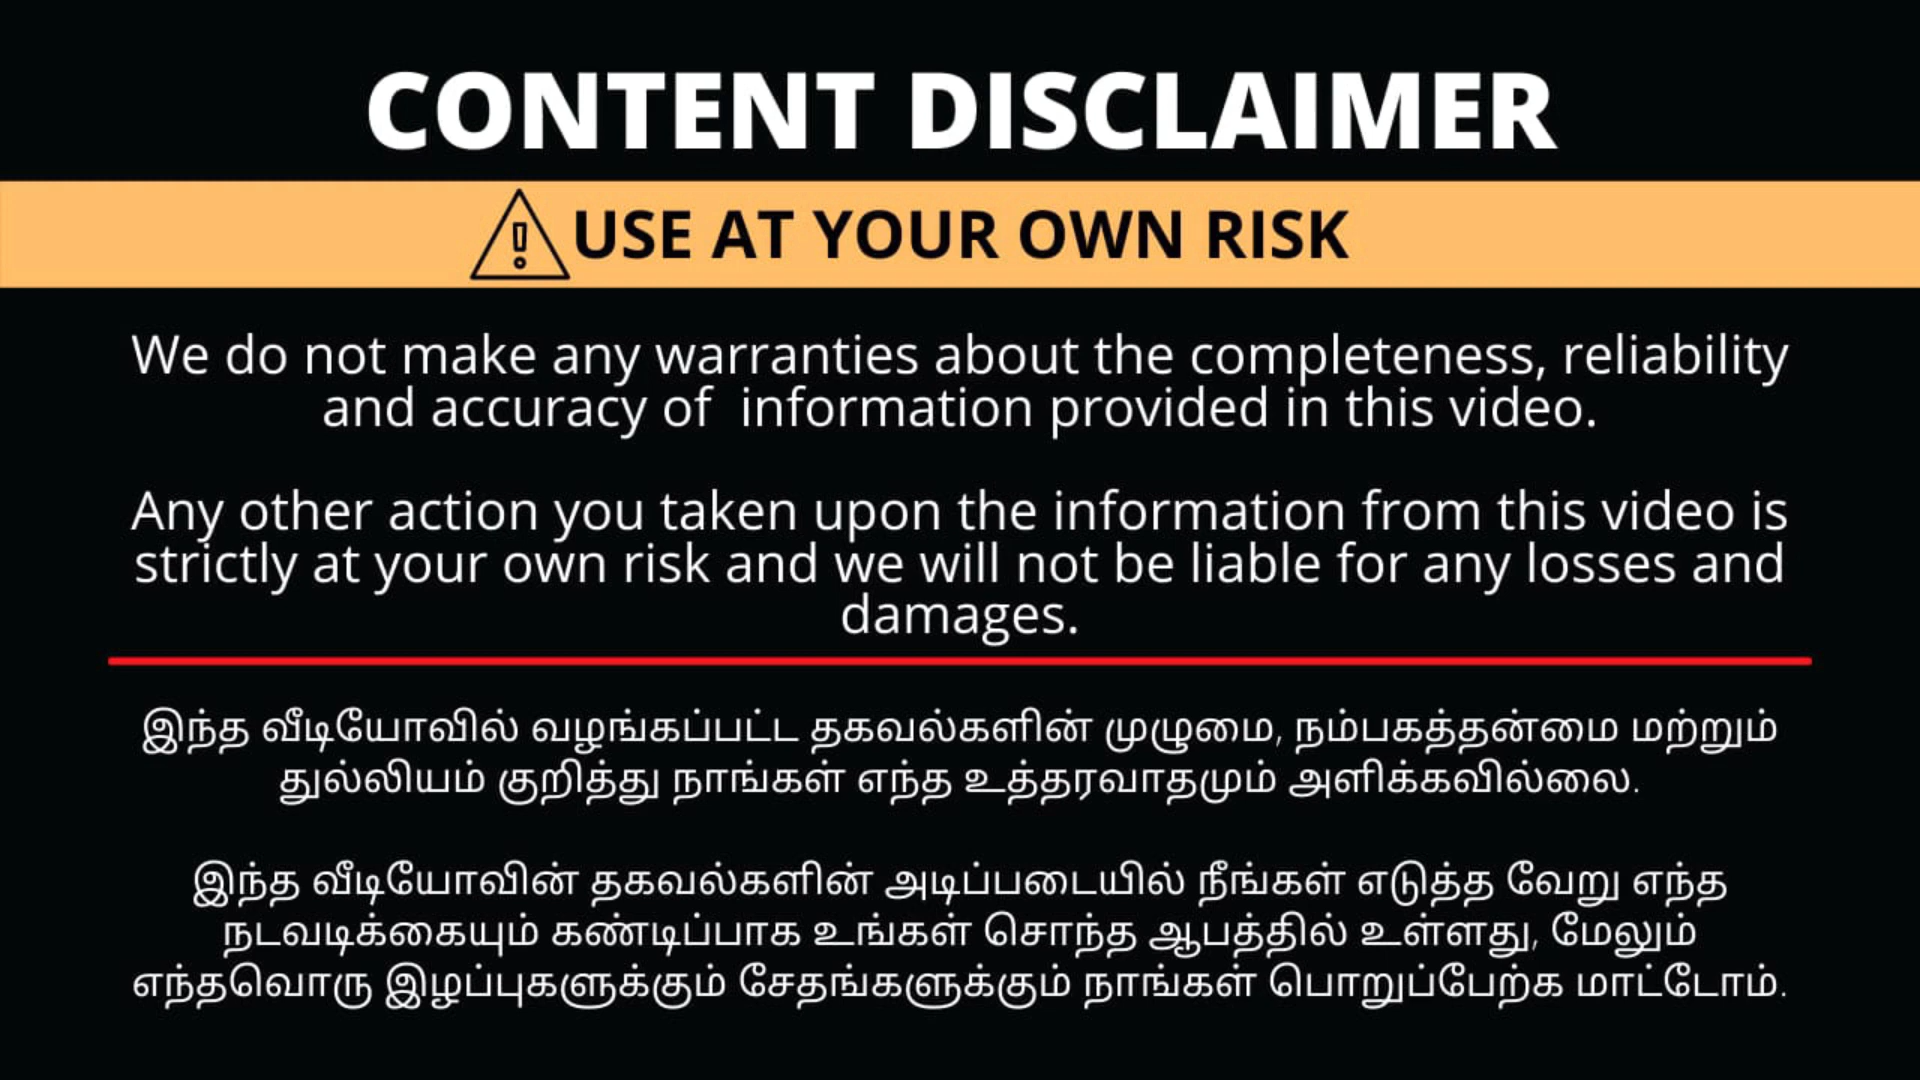 CONTENT DISCLAIMER
USE AT YOUR OWN RISK
We do not make any warranties about the completeness, reliability
and accuracy of  information provided in this video.
Any other action you taken upon the information from this video is
strictly at your own risk and we will not be liable for any losses and
damages.
இந்த வீடியோவில் வழங்கப்பட்ட தகவல்களின் முழுமை, நம்பகத்தன்மை மற்றும்
துல்லியம் குறித்து நாங்கள் எந்த உத்தரவாதமும் அளிக்கவில்லை.
இந்த வீடியோவின் தகவல்களின் அடிப்படையில் நீங்கள் எடுத்த வேறு எந்த
நடவடிக்கையும் கண்டிப்பாக உங்கள் சொந்த ஆபத்தில் உள்ளது, மேலும்
எந்தவொரு இழப்புகளுக்கும் சேதங்களுக்கும் நாங்கள் பொறுப்பேற்க மாட்டோம்.